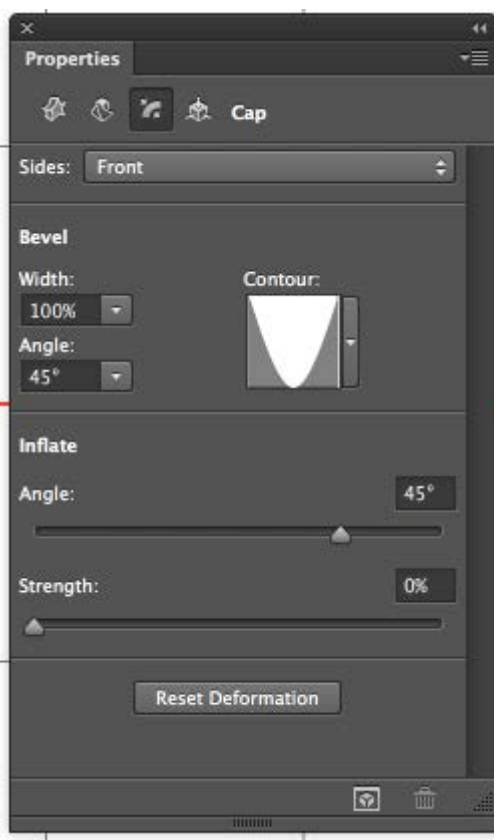 Properties
Cap
Sides: Front
Bevel
Width: Contour:
100%
Angle:
45°
Inflate
Angle: 45°
Strength: 0%
Reset Deformation